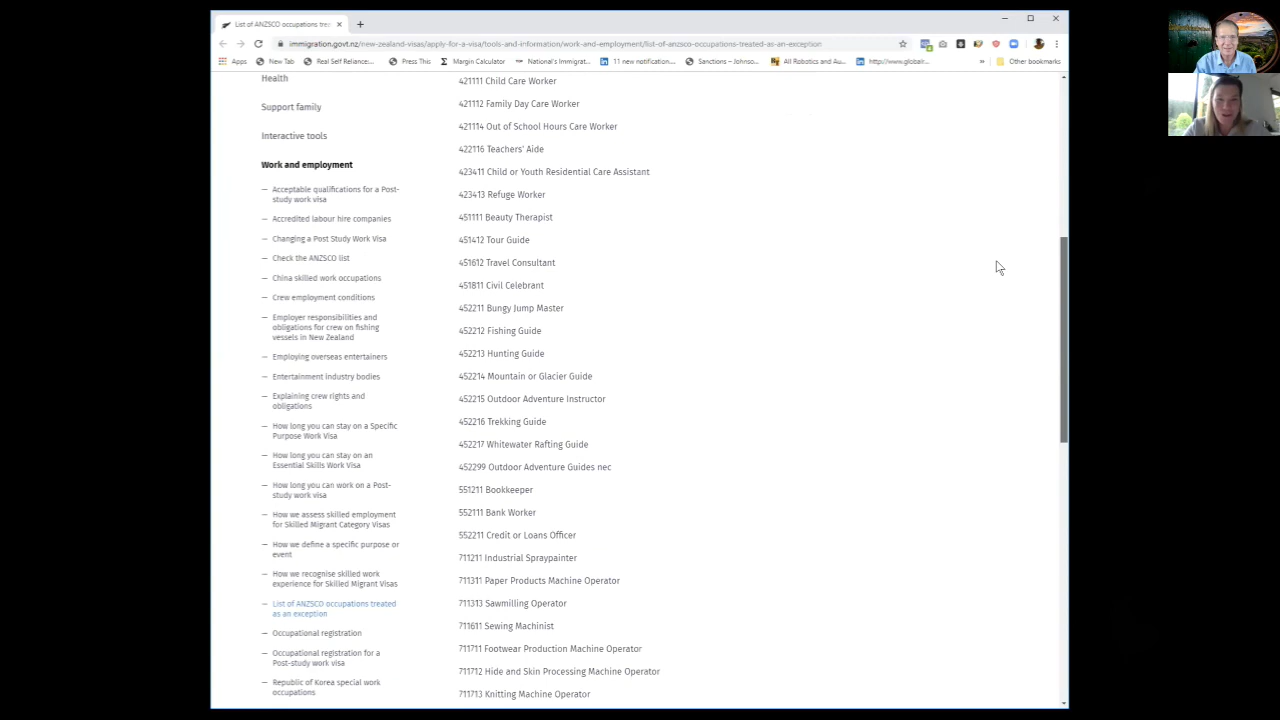 List of ANZSCO occupations trea
immigration.govt.nz/new-zealand-visas/apply-for-a-visa/tools-and-information/work-and-employment/list-of-anzsco-occupations-treated-as-an-exception
Apps
New Tab
Real Self Reliance:...
Press This
Margin Calculator
National's Immigrat...
11 new notification...
Sanctions – Johnso...
All Robotics and Au...
http://www.globalr...
Other bookmarks
Health
Support family
Interactive tools
Work and employment
– Acceptable qualifications for a Post-
study work visa
– Accredited labour hire companies
– Changing a Post Study Work Visa
– Check the ANZSCO list
– China skilled work occupations
– Crew employment conditions
– Employer responsibilities and
obligations for crew on fishing
vessels in New Zealand
– Employing overseas entertainers
– Entertainment industry bodies
– Explaining crew rights and
obligations
– How long you can stay on a Specific
Purpose Work Visa
– How long you can stay on an
Essential Skills Work Visa
– How long you can work on a Post-
study work visa
– How we assess skilled employment
for Skilled Migrant Category Visas
– How we define a specific purpose or
event
– How we recognise skilled work
experience for Skilled Migrant Visas
– List of ANZSCO occupations treated
as an exception
– Occupational registration
– Occupational registration for a
Post-study work visa
– Republic of Korea special work
occupations
421111 Child Care Worker
421112 Family Day Care Worker
421114 Out of School Hours Care Worker
422116 Teachers' Aide
423411 Child or Youth Residential Care Assistant
423413 Refuge Worker
451111 Beauty Therapist
451412 Tour Guide
451612 Travel Consultant
451811 Civil Celebrant
452211 Bungy Jump Master
452212 Fishing Guide
452213 Hunting Guide
452214 Mountain or Glacier Guide
452215 Outdoor Adventure Instructor
452216 Trekking Guide
452217 Whitewater Rafting Guide
452299 Outdoor Adventure Guides nec
551211 Bookkeeper
552111 Bank Worker
552211 Credit or Loans Officer
711211 Industrial Spraypainter
711311 Paper Products Machine Operator
711313 Sawmilling Operator
711611 Sewing Machinist
711711 Footwear Production Machine Operator
711712 Hide and Skin Processing Machine Operator
711713 Knitting Machine Operator